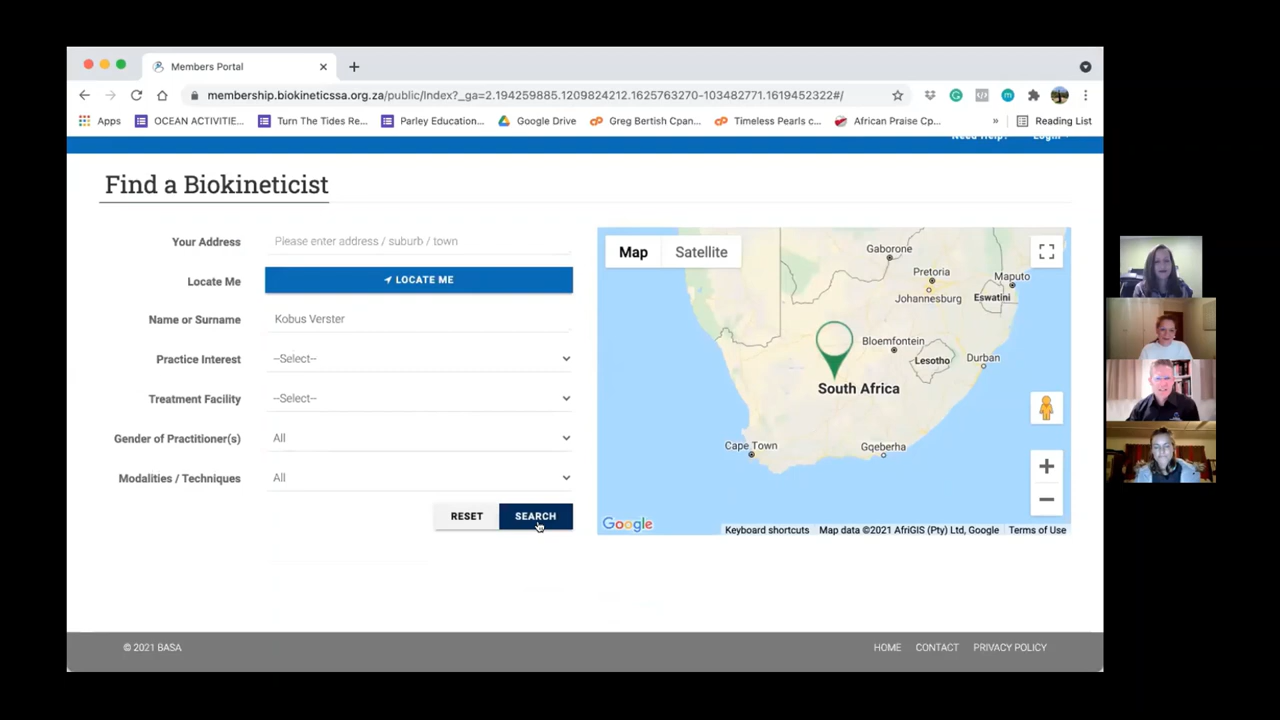 Members Portal
membership.biokineticssa.org.za/public/Index?_ga=2.194259885.1209824212.1625763270-103482771.1619452322#/
Apps OCEAN ACTIVITIE... Turn The Tides Re... Parley Education... Google Drive Greg Bertish Cpan... Timeless Pearls c... African Praise Cp... » Reading List
Need Help? Login
Find a Biokineticist
Your Address Please enter address / suburb / town
Locate Me LOCATE ME
Name or Surname Kobus Verster
Practice Interest --Select--
Treatment Facility --Select--
Gender of Practitioner(s) All
Modalities / Techniques All
RESET SEARCH
Map Satellite
Gaborone
Pretoria
Maputo
Johannesburg
Eswatini
Bloemfontein
Lesotho
Durban
South Africa
Cape Town
Gqeberha
Google
Keyboard shortcuts Map data ©2021 AfriGIS (Pty) Ltd, Google Terms of Use
© 2021 BASA HOME CONTACT PRIVACY POLICY